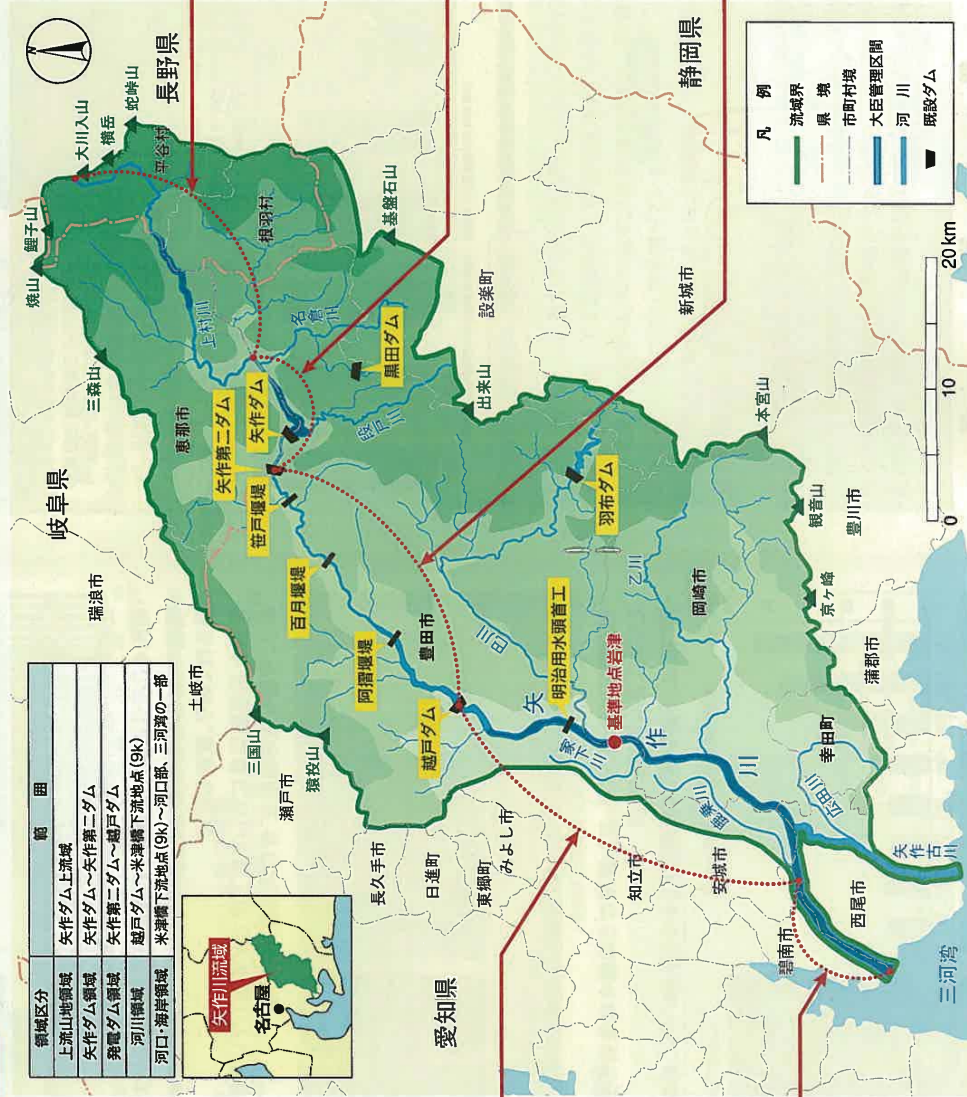 領域区分 範囲
上流山地領域 矢作ダム上流域
矢作ダム領域 矢作ダム~矢作第二ダム
発電ダム領域 矢作第二ダム~越戸ダム
河川領域 越戸ダム~米津橋下流地点(9k)
河口・海岸領域 米津橋下流地点(9k)~河口部、三河湾の一部
矢作川流域
名古屋
N
岐阜県
長野県
愛知県
静岡県
焼山
鯉子山
大川入山
横岳
蛇峠山
平谷村
三森山
恵那市
上村川
根羽村
名倉川
基盤石山
瑞浪市
矢作第二ダム
矢作ダム
黒田ダム
笹戸堰堤
段戸川
設楽町
土岐市
百月堰堤
出来山
三国山
猿投山
瀬戸市
阿摺堰堤
豊田市
羽布ダム
新城市
本宮山
越戸ダム
巴川
長久手市
日進町
東郷町
みよし市
明治用水頭首工
基準地点岩津
家下川
乙川
岡崎市
観音山
豊川市
京ヶ峰
矢
作
川
知立市
安城市
鹿乗川
幸田町
広田川
蒲郡市
碧南市
西尾市
矢作古川
三河湾
凡例
流域界
県境
市町村境
大臣管理区間
河川
既設ダム
0 10 20km